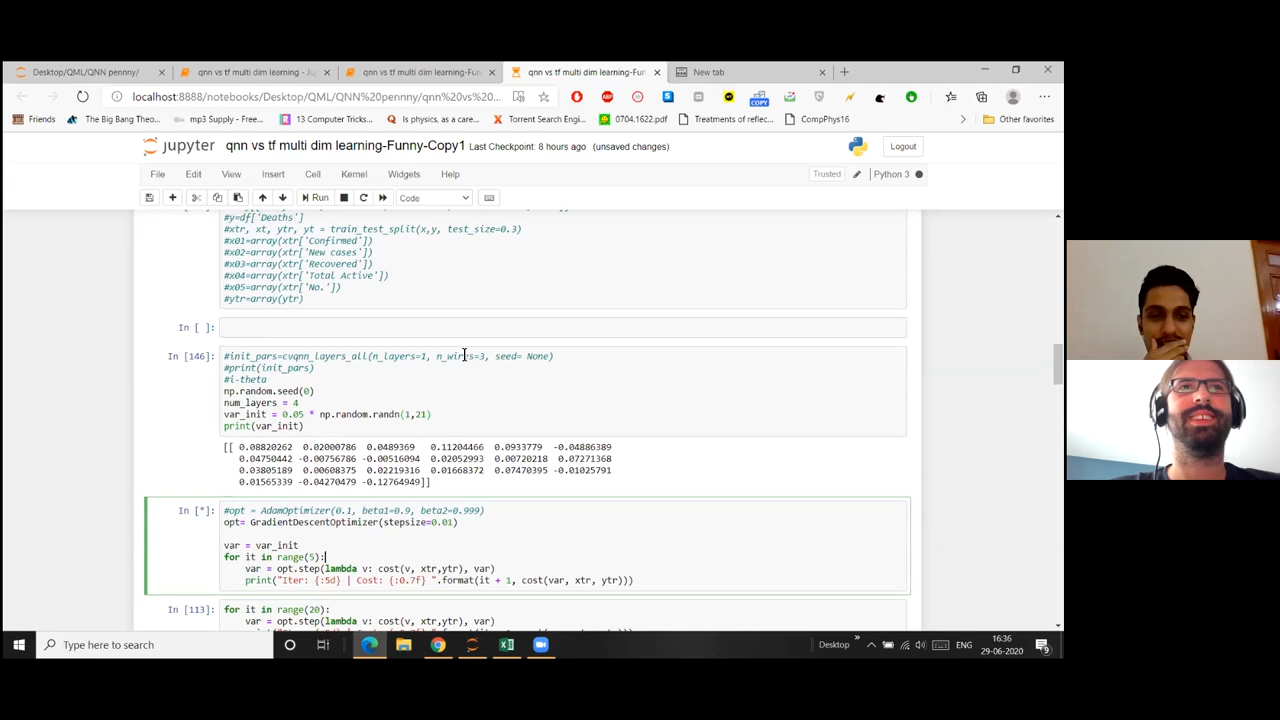 Desktop/QML/QNN pennny/
qnn vs tf multi dim learning - Ju
qnn vs tf multi dim learning-Fun
qnn vs tf multi dim learning-Fun
New tab
localhost:8888/notebooks/Desktop/QML/QNN%20pennny/qnn%20vs%20...
COPY
Friends
The Big Bang Theo...
mp3 Supply - Free...
13 Computer Tricks...
Is physics, as a care...
Torrent Search Engi...
0704.1622.pdf
Treatments of reflec...
CompPhys16
Other favorites
jupyter qnn vs tf multi dim learning-Funny-Copy1 Last Checkpoint: 8 hours ago (unsaved changes)
Logout
File Edit View Insert Cell Kernel Widgets Help
Trusted
Python 3
Run
Code
#y=df['Deaths']
#xtr, xt, ytr, yt = train_test_split(x,y, test_size=0.3)
#x01=array(xtr['Confirmed'])
#x02=array(xtr['New cases'])
#x03=array(xtr['Recovered'])
#x04=array(xtr['Total Active'])
#x05=array(xtr['No.'])
#ytr=array(ytr)
In [ ]:
In [146]: #init_pars=cvqnn_layers_all(n_layers=1, n_wires=3, seed= None)
#print(init_pars)
#i-theta
np.random.seed(0)
num_layers = 4
var_init = 0.05 * np.random.randn(1,21)
print(var_init)
[[ 0.08820262 0.02000786 0.0489369 0.11204466 0.0933779 -0.04886389
0.04750442 -0.00756786 -0.00516094 0.02052993 0.00720218 0.07271368
0.03805189 0.00608375 0.02219316 0.01668372 0.07470395 -0.01025791
0.01565339 -0.04270479 -0.12764949]]
In [*]: #opt = AdamOptimizer(0.1, beta1=0.9, beta2=0.999)
opt= GradientDescentOptimizer(stepsize=0.01)
var = var_init
for it in range(5):
var = opt.step(lambda v: cost(v, xtr,ytr), var)
print("Iter: {:5d} | Cost: {:0.7f} ".format(it + 1, cost(var, xtr, ytr)))
In [113]: for it in range(20):
var = opt.step(lambda v: cost(v, xtr,ytr), var)
Type here to search
Desktop
ENG
16:36
29-06-2020